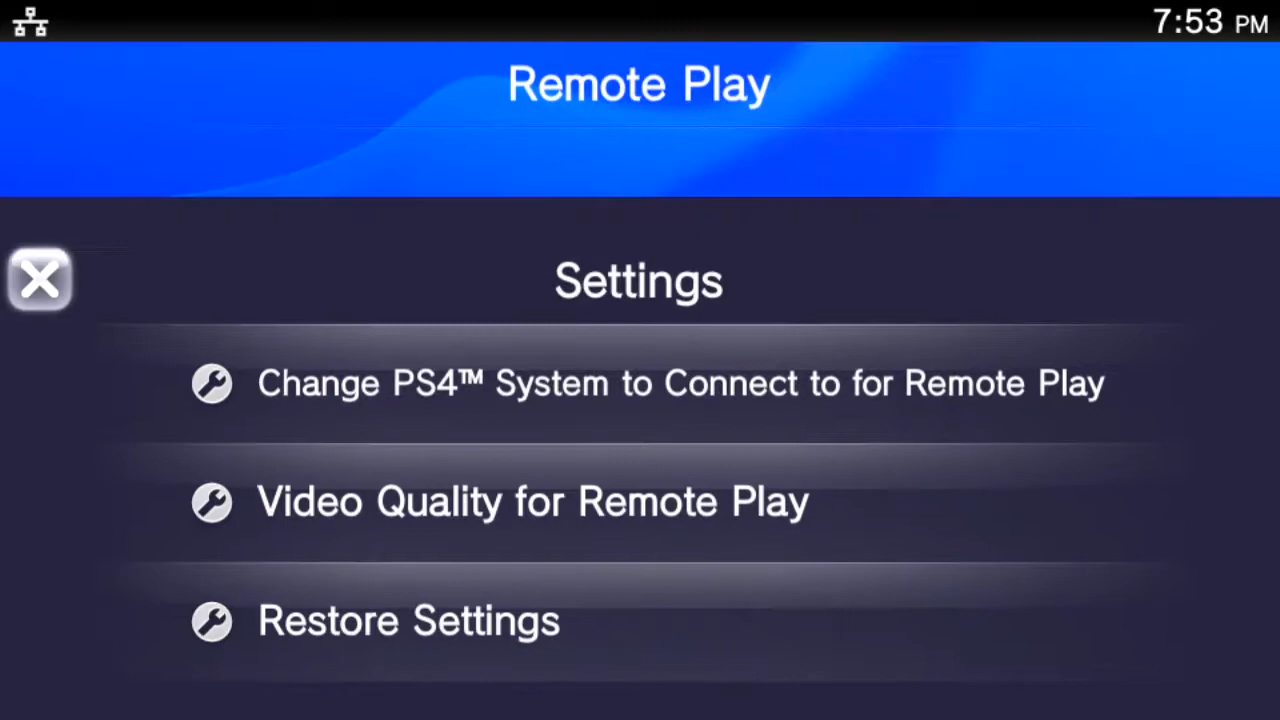 7:53 PM
Remote Play
Settings
Change PS4™ System to Connect to for Remote Play
Video Quality for Remote Play
Restore Settings